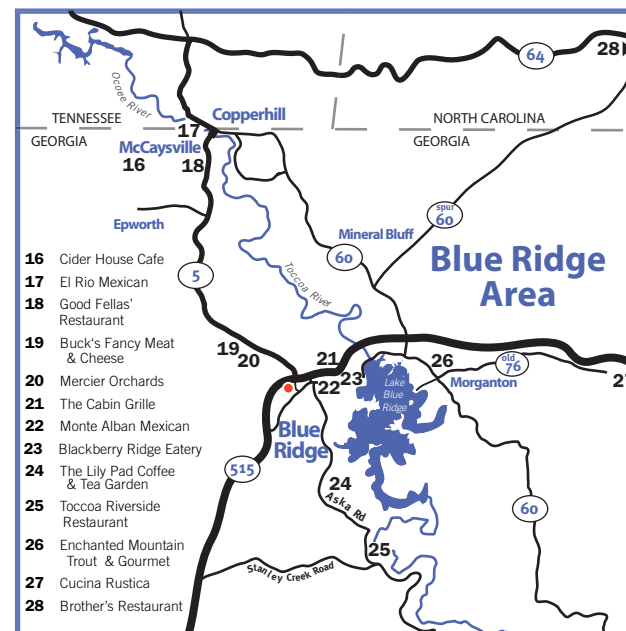 64
28
Ocoee River
TENNESSEE
Copperhill
NORTH CAROLINA
17
GEORGIA
GEORGIA
McCaysville
16
18
spur
60
Epworth
Mineral Bluff
60
Blue Ridge
Area
5
Toccoa River
16 Cider House Cafe
17 El Rio Mexican
18 Good Fellas'
Restaurant
19 Buck's Fancy Meat
& Cheese
20 Mercier Orchards
21 The Cabin Grille
22 Monte Alban Mexican
23 Blackberry Ridge Eatery
24 The Lily Pad Coffee
& Tea Garden
25 Toccoa Riverside
Restaurant
26 Enchanted Mountain
Trout & Gourmet
27 Cucina Rustica
28 Brother's Restaurant
19
20
21
22
23
26
old
76
Morganton
Lake
Blue
Ridge
Blue
Ridge
515
24
Aska Rd
60
25
Stanley Creek Road